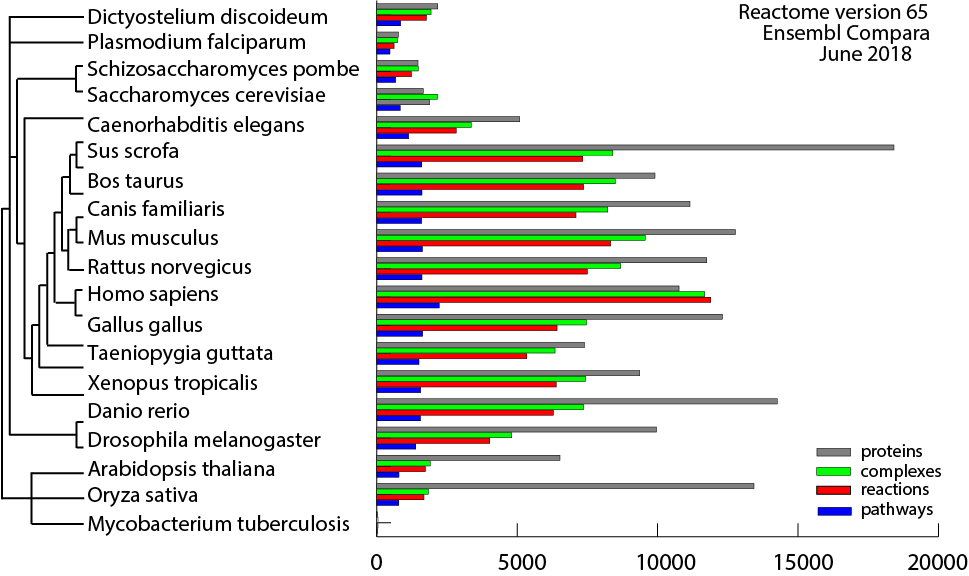 Reactome version 65
Ensembl Compara
June 2018
Dictyostelium discoideum
Plasmodium falciparum
Schizosaccharomyces pombe
Saccharomyces cerevisiae
Caenorhabditis elegans
Sus scrofa
Bos taurus
Canis familiaris
Mus musculus
Rattus norvegicus
Homo sapiens
Gallus gallus
Taeniopygia guttata
Xenopus tropicalis
Danio rerio
Drosophila melanogaster
Arabidopsis thaliana
Oryza sativa
Mycobacterium tuberculosis
proteins
complexes
reactions
pathways
0 5000 10000 15000 20000